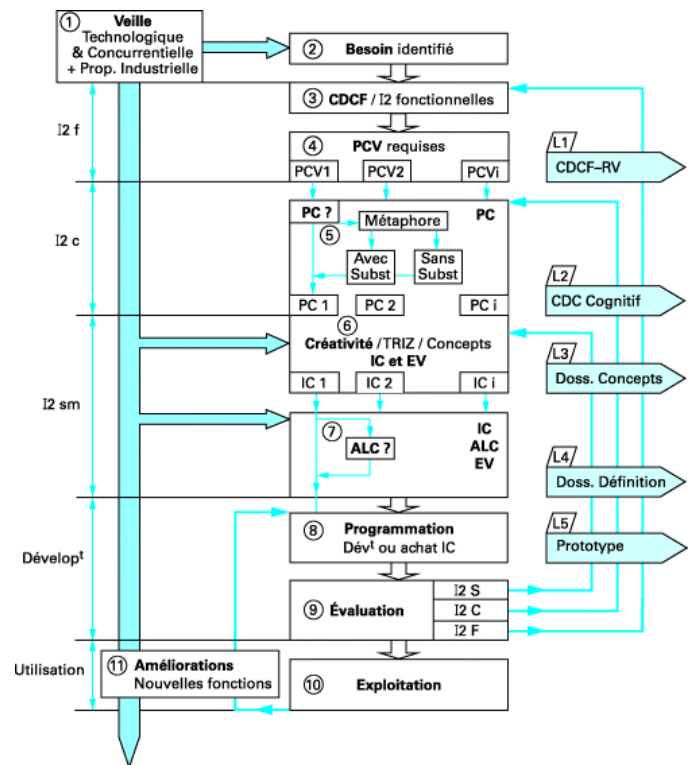 ① Veille
Technologique
& Concurrentielle
+ Prop. Industrielle
② Besoin identifié
③ CDCF / I2 fonctionnelles
I2 f
④ PCV requises
PCV1 PCV2 PCVi
L1
CDCF–RV
I2 c
PC ? PC
Métaphore
⑤
Avec
Subst
Sans
Subst
PC 1 PC 2 PC i
L2
CDC Cognitif
I2 sm
⑥
Créativité / TRIZ / Concepts
IC et EV
IC 1 IC 2 IC i
L3
Doss. Concepts
⑦
ALC ?
IC
ALC
EV
L4
Doss. Définition
Dévelopᵗ
⑧ Programmation
Dévᵗ ou achat IC
L5
Prototype
⑨ Évaluation
I2 S
I2 C
I2 F
Utilisation
⑪ Améliorations
Nouvelles fonctions
⑩ Exploitation